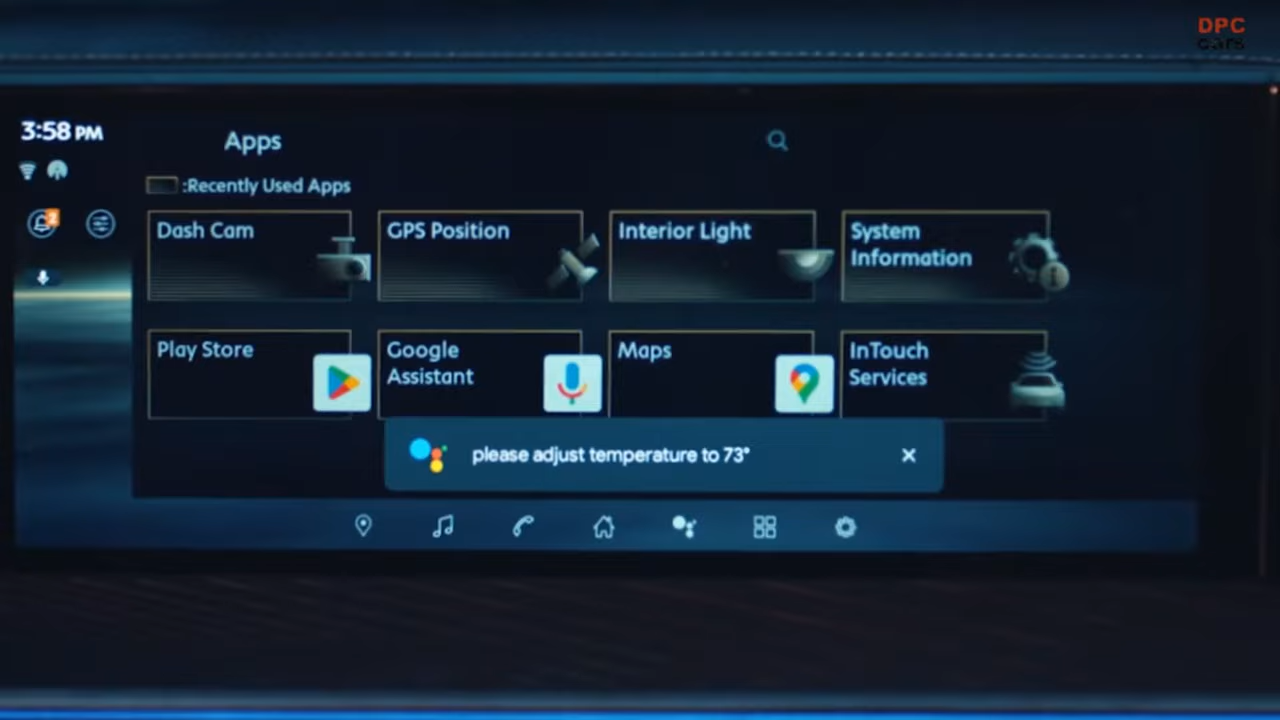 DPC
cars
3:58 PM
Apps
:Recently Used Apps
2
Dash Cam
GPS Position
Interior Light
System
Information
Play Store
Google
Assistant
Maps
InTouch
Services
please adjust temperature to 73°